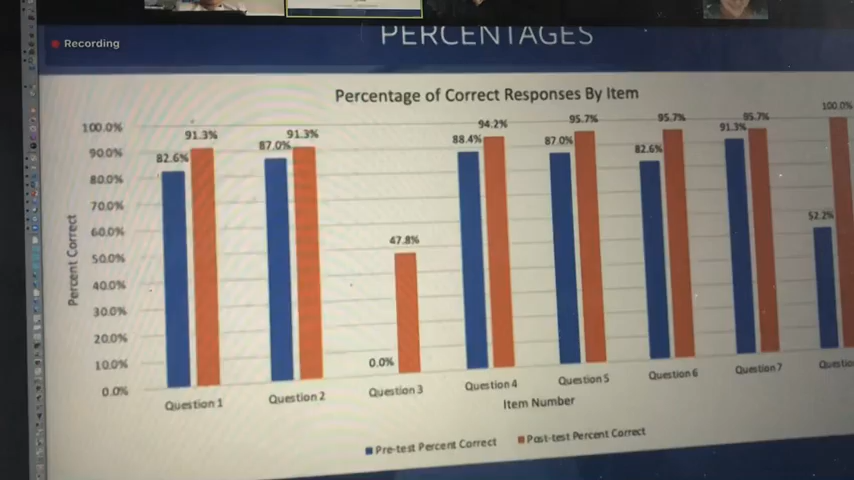 PERCENTAGES
Recording
Percentage of Correct Responses By Item
100.0%
90.0%
80.0%
70.0%
60.0%
50.0%
40.0%
30.0%
20.0%
10.0%
0.0%
Percent Correct
82.6%
91.3%
87.0%
91.3%
0.0%
47.8%
88.4%
94.2%
87.0%
95.7%
82.6%
95.7%
91.3%
95.7%
52.2%
100.0%
Question 1
Question 2
Question 3
Question 4
Question 5
Question 6
Question 7
Questio
Item Number
Pre-test Percent Correct
Post-test Percent Correct